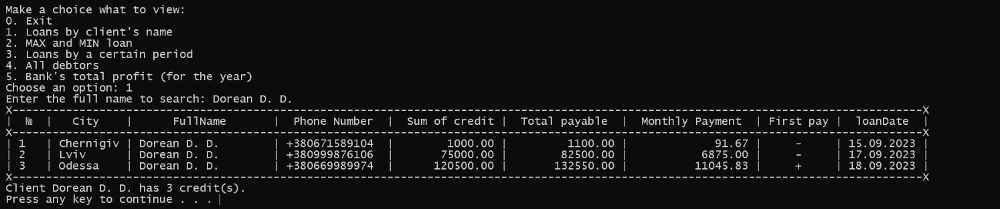 Make a choice what to view:
0. Exit
1. Loans by client's name
2. MAX and MIN loan
3. Loans by a certain period
4. All debtors
5. Bank's total profit (for the year)
Choose an option: 1
Enter the full name to search: Dorean D. D.
X----------------------------------------------------------------------------------------------------------------------------------------X
|  №  |   City    |      FullName       |  Phone Number  |  Sum of credit |  Total payable  |  Monthly Payment  | First pay |  loanDate  |
X----------------------------------------------------------------------------------------------------------------------------------------X
| 1   | Chernigiv | Dorean D. D.        | +380671589104  |        1000.00 |         1100.00 |             91.67 |     -     | 15.09.2023 |
| 2   | Lviv      | Dorean D. D.        | +380999876106  |       75000.00 |        82500.00 |           6875.00 |     -     | 17.09.2023 |
| 3   | Odessa    | Dorean D. D.        | +380669989974  |      120500.00 |       132550.00 |          11045.83 |     +     | 18.09.2023 |
X----------------------------------------------------------------------------------------------------------------------------------------X
Client Dorean D. D. has 3 credit(s).
Press any key to continue . . .